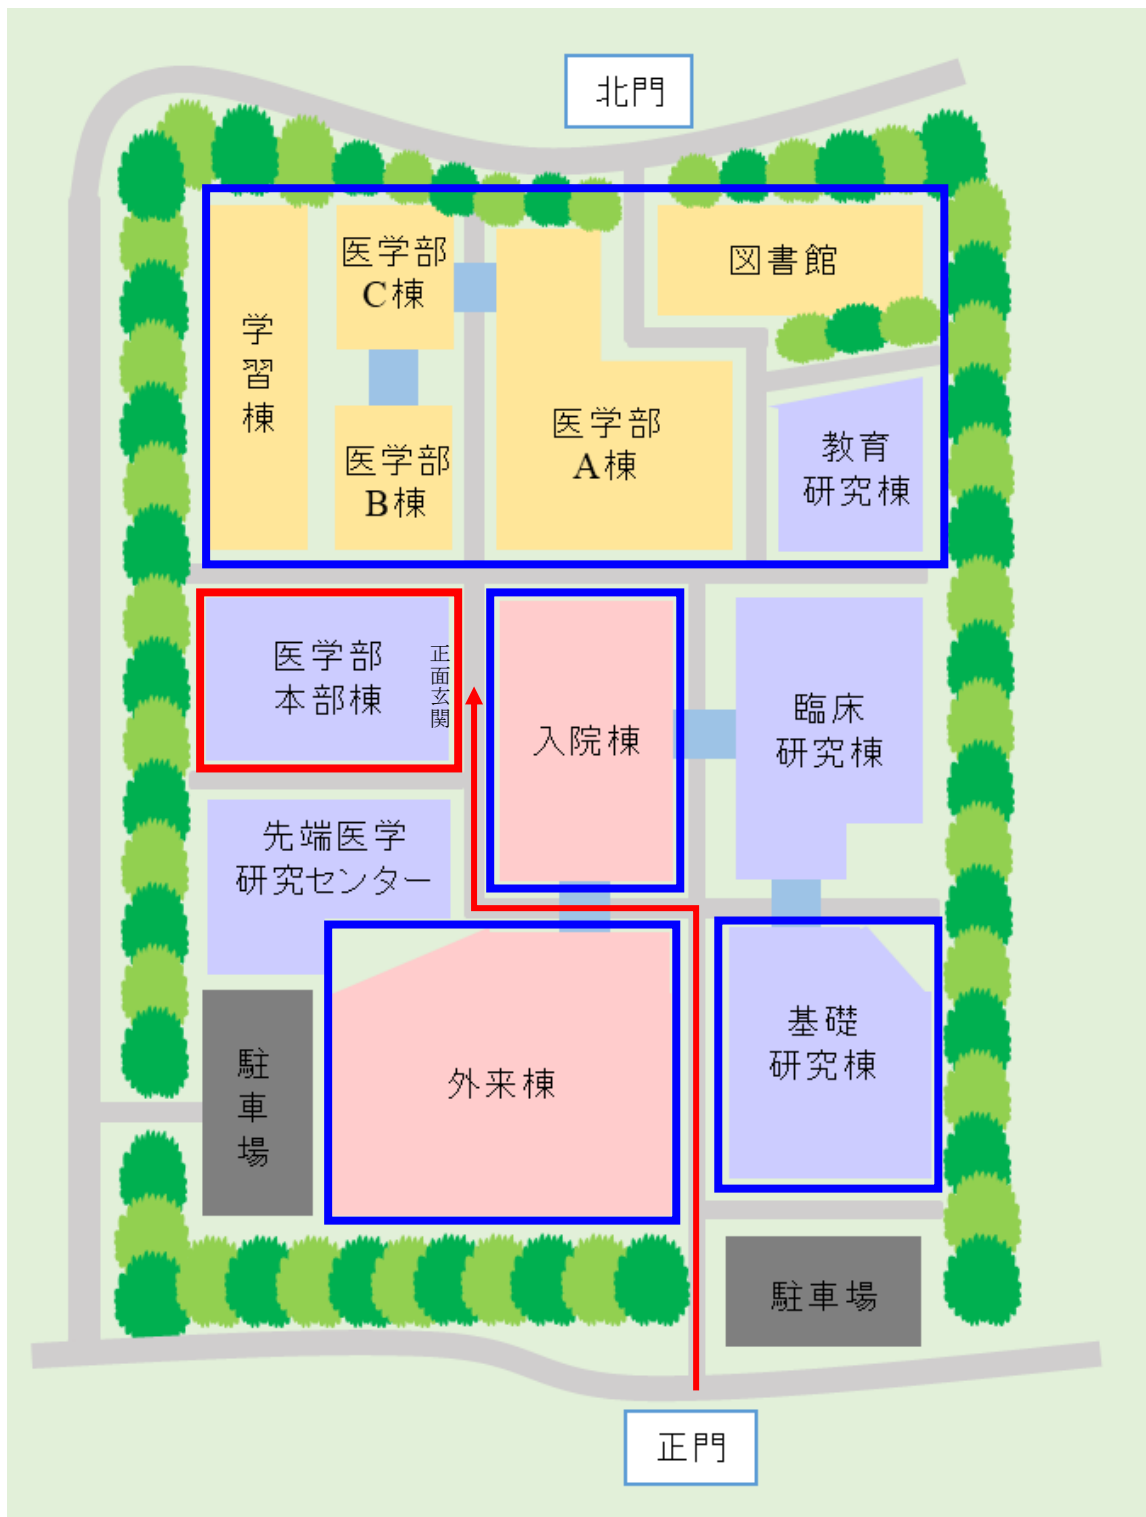 北門
医学部
C棟
図書館
学
習
棟
医学部
A棟
医学部
B棟
教育
研究棟
医学部
本部棟
正
面
玄
関
入院棟
臨床
研究棟
先端医学
研究センター
基礎
研究棟
駐
車
場
外来棟
駐車場
正門